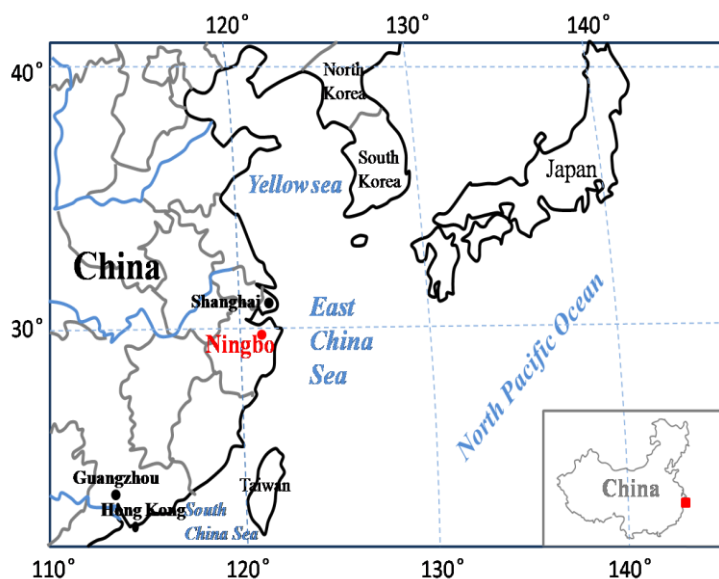 120°
130°
140°
40°
North
Korea
South
Korea
Japan
Yellow sea
China
Shanghai
East
China
Sea
30°
Ningbo
North Pacific Ocean
Guangzhou
Hong Kong
South
China Sea
Taiwan
China
110°
120°
130°
140°